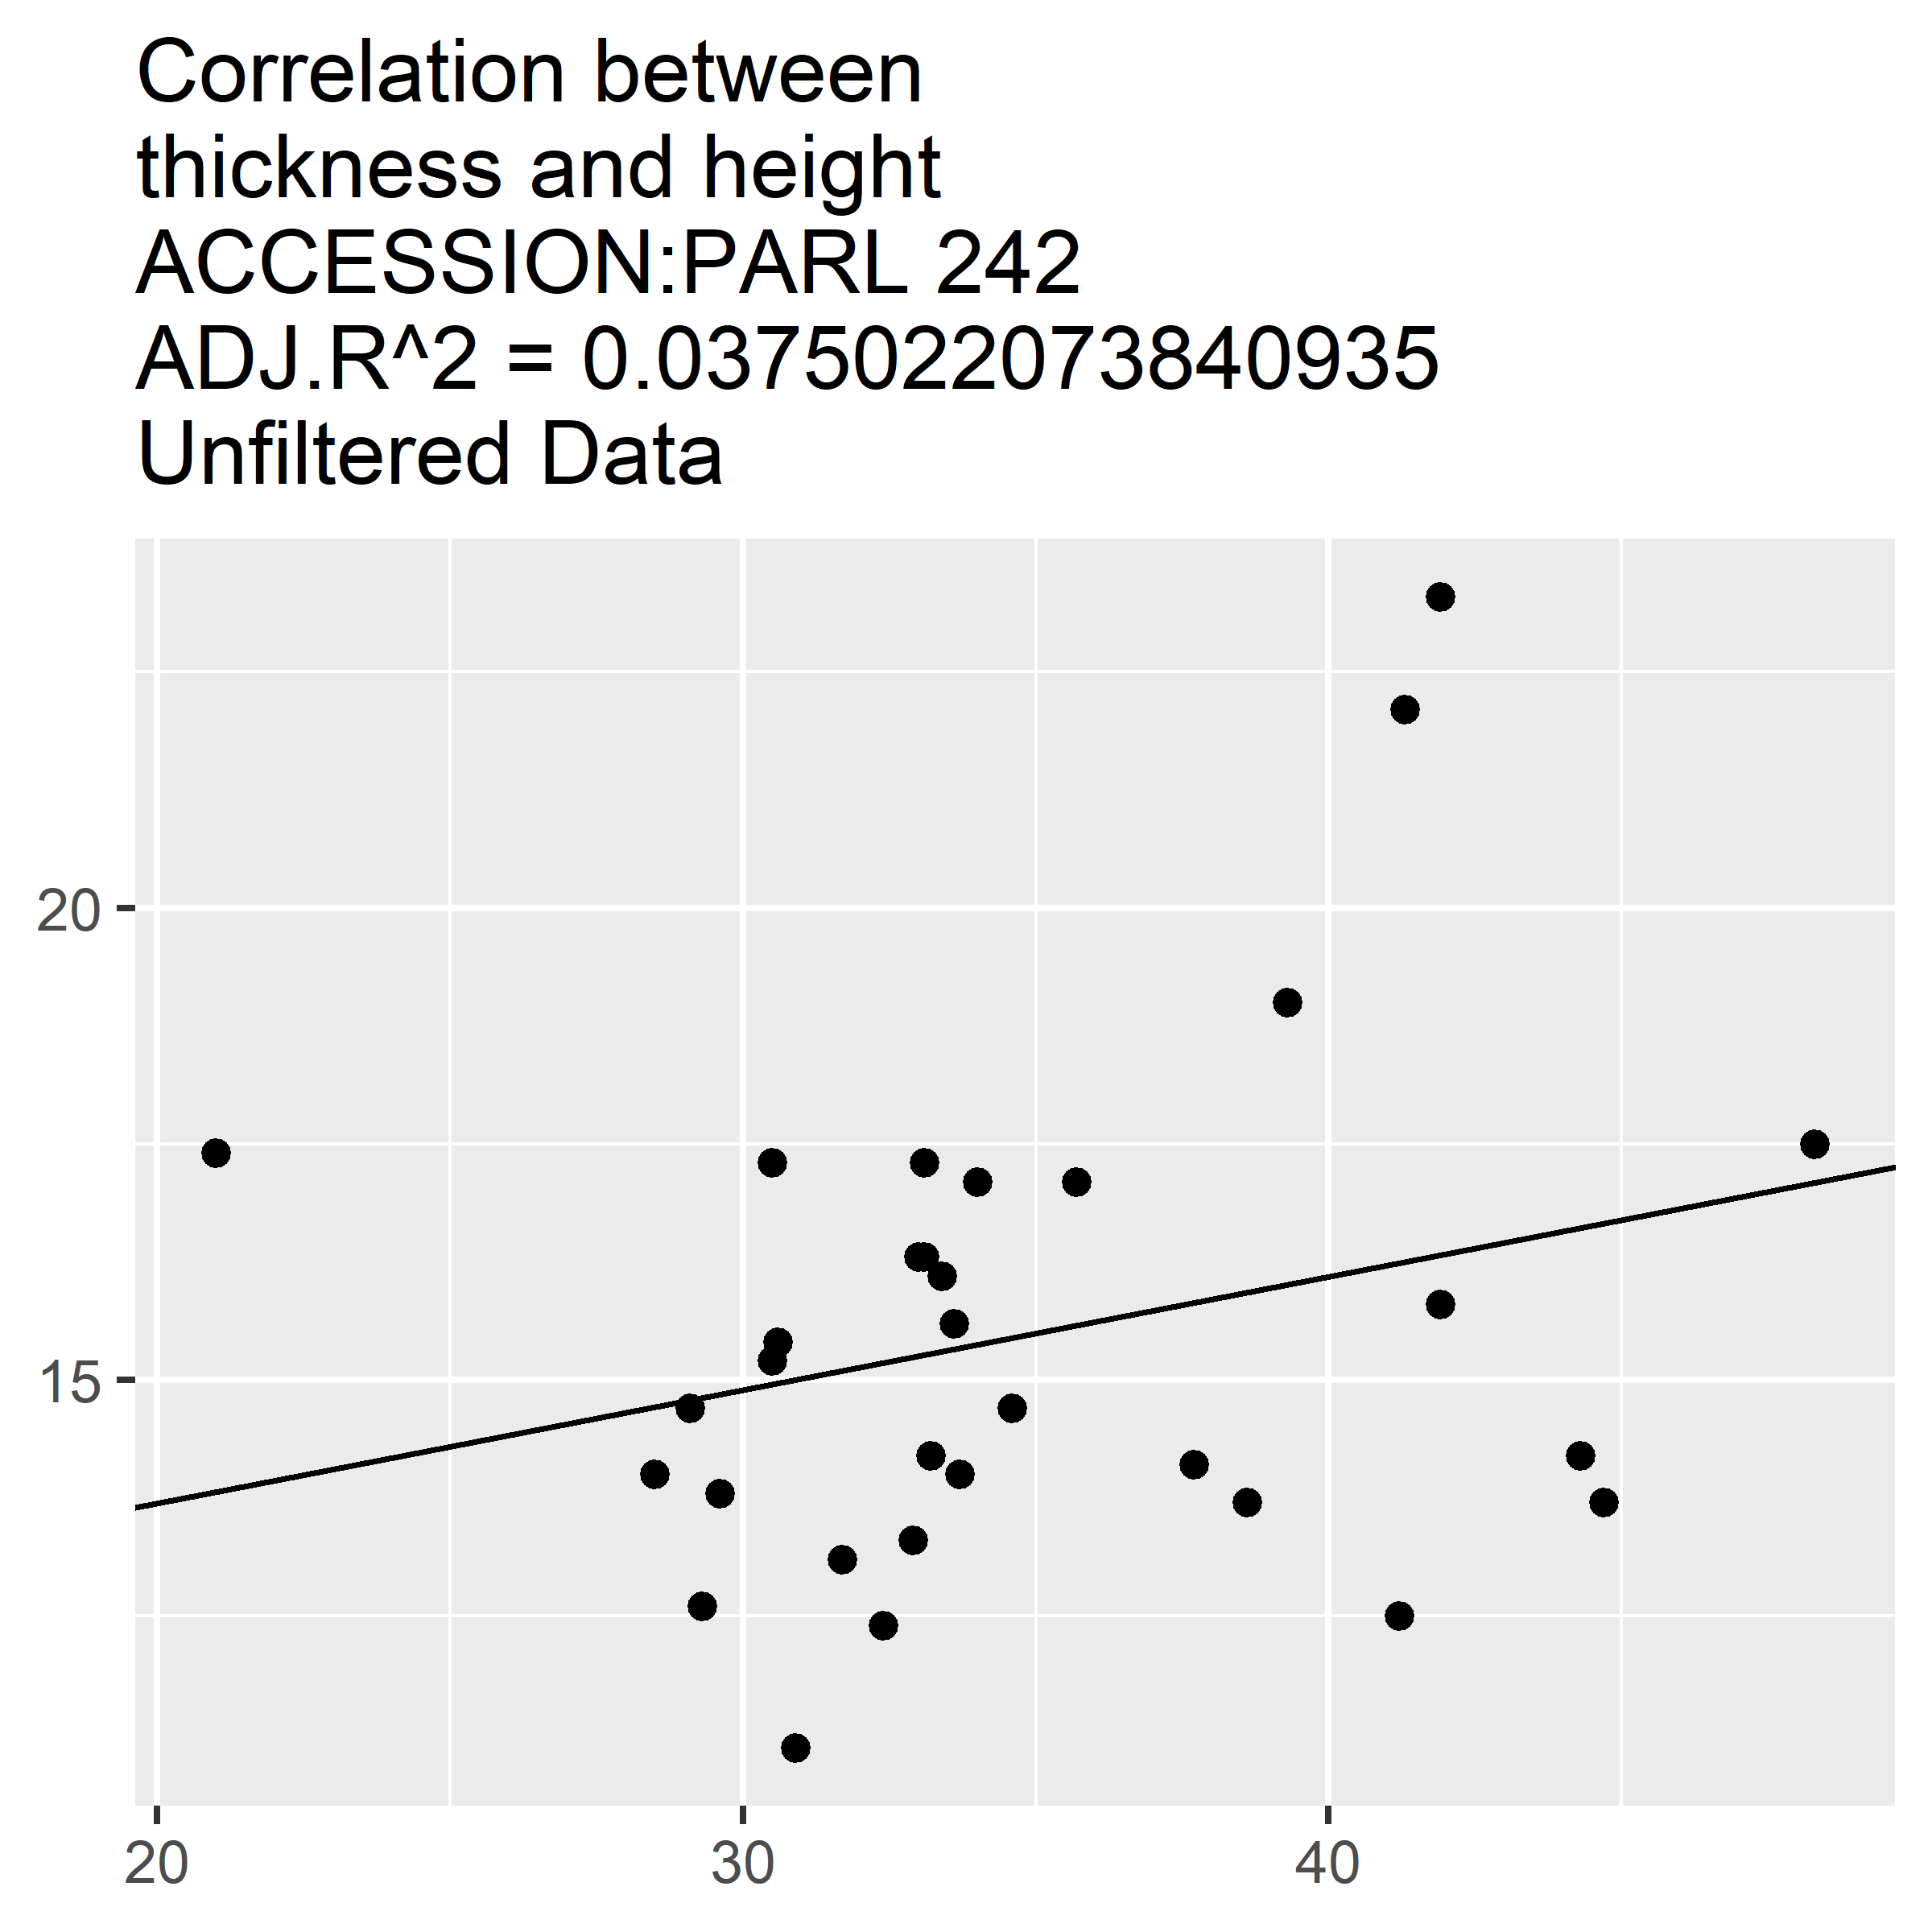 Correlation between
thickness and height
ACCESSION:PARL 242
ADJ.R^2 = 0.0375022073840935
Unfiltered Data
20
15
20
30
40